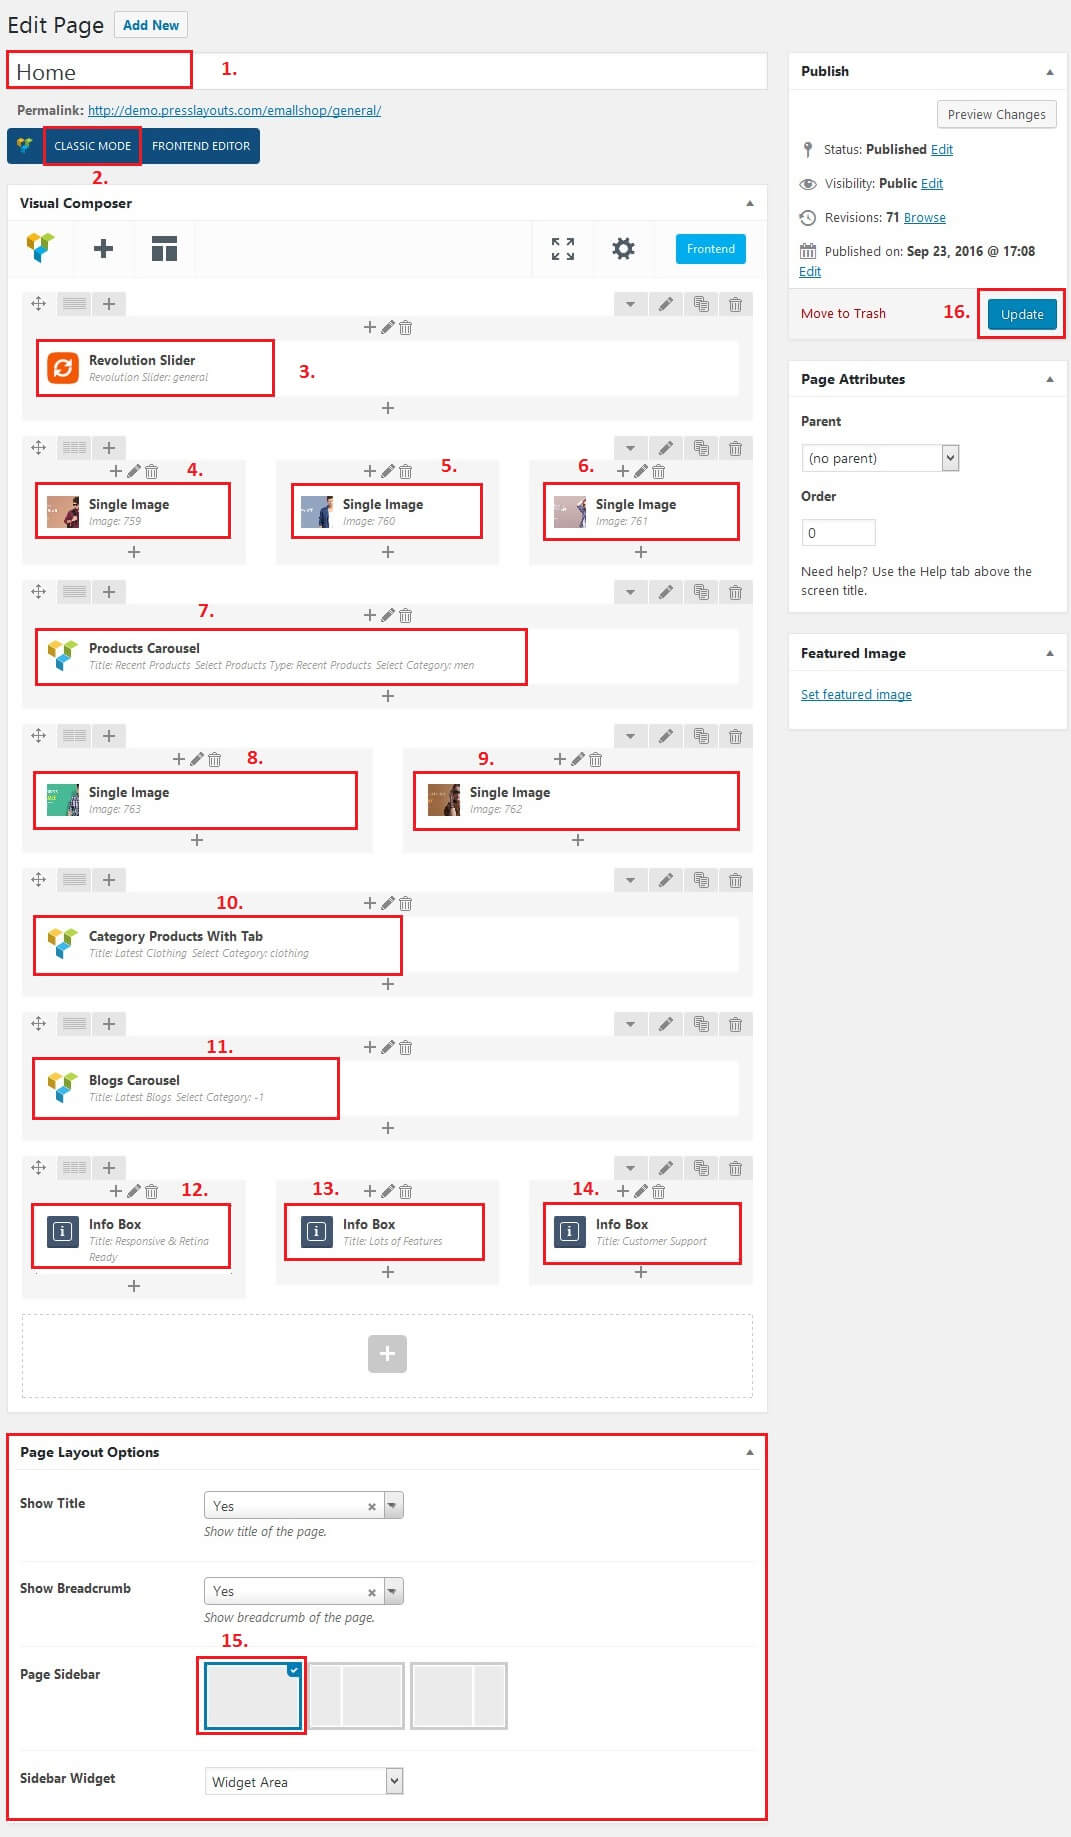 Edit Page Add New
Home 1.
Permalink: http://demo.presslayouts.com/emallshop/general/
CLASSIC MODE FRONTEND EDITOR
2.
Visual Composer
Frontend
Revolution Slider
Revolution Slider: general
3.
4. 5. 6.
Single Image
Image: 759
Single Image
Image: 760
Single Image
Image: 761
7.
Products Carousel
Title: Recent Products Select Products Type: Recent Products Select Category: men
8. 9.
Single Image
Image: 763
Single Image
Image: 762
10.
Category Products With Tab
Title: Latest Clothing Select Category: clothing
11.
Blogs Carousel
Title: Latest Blogs Select Category: -1
12. 13. 14.
Info Box
Title: Responsive & Retina
Ready
Info Box
Title: Lots of Features
Info Box
Title: Customer Support
Page Layout Options
Show Title
Yes
Show title of the page.
Show Breadcrumb
Yes
Show breadcrumb of the page.
15.
Page Sidebar
Sidebar Widget
Widget Area
Publish
Preview Changes
Status: Published Edit
Visibility: Public Edit
Revisions: 71 Browse
Published on: Sep 23, 2016 @ 17:08
Edit
Move to Trash 16. Update
Page Attributes
Parent
(no parent)
Order
0
Need help? Use the Help tab above the
screen title.
Featured Image
Set featured image